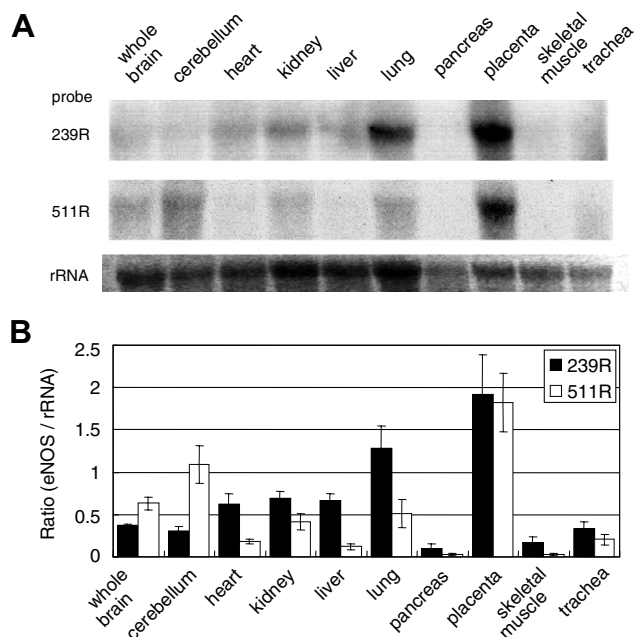 A
whole brain
cerebellum
heart
kidney
liver
lung
pancreas
placenta
skeletal muscle
trachea
probe
239R
511R
rRNA
B
Ratio (eNOS / rRNA)
2.5
2
1.5
1
0.5
0
239R
511R
whole brain
cerebellum
heart
kidney
liver
lung
pancreas
placenta
skeletal muscle
trachea